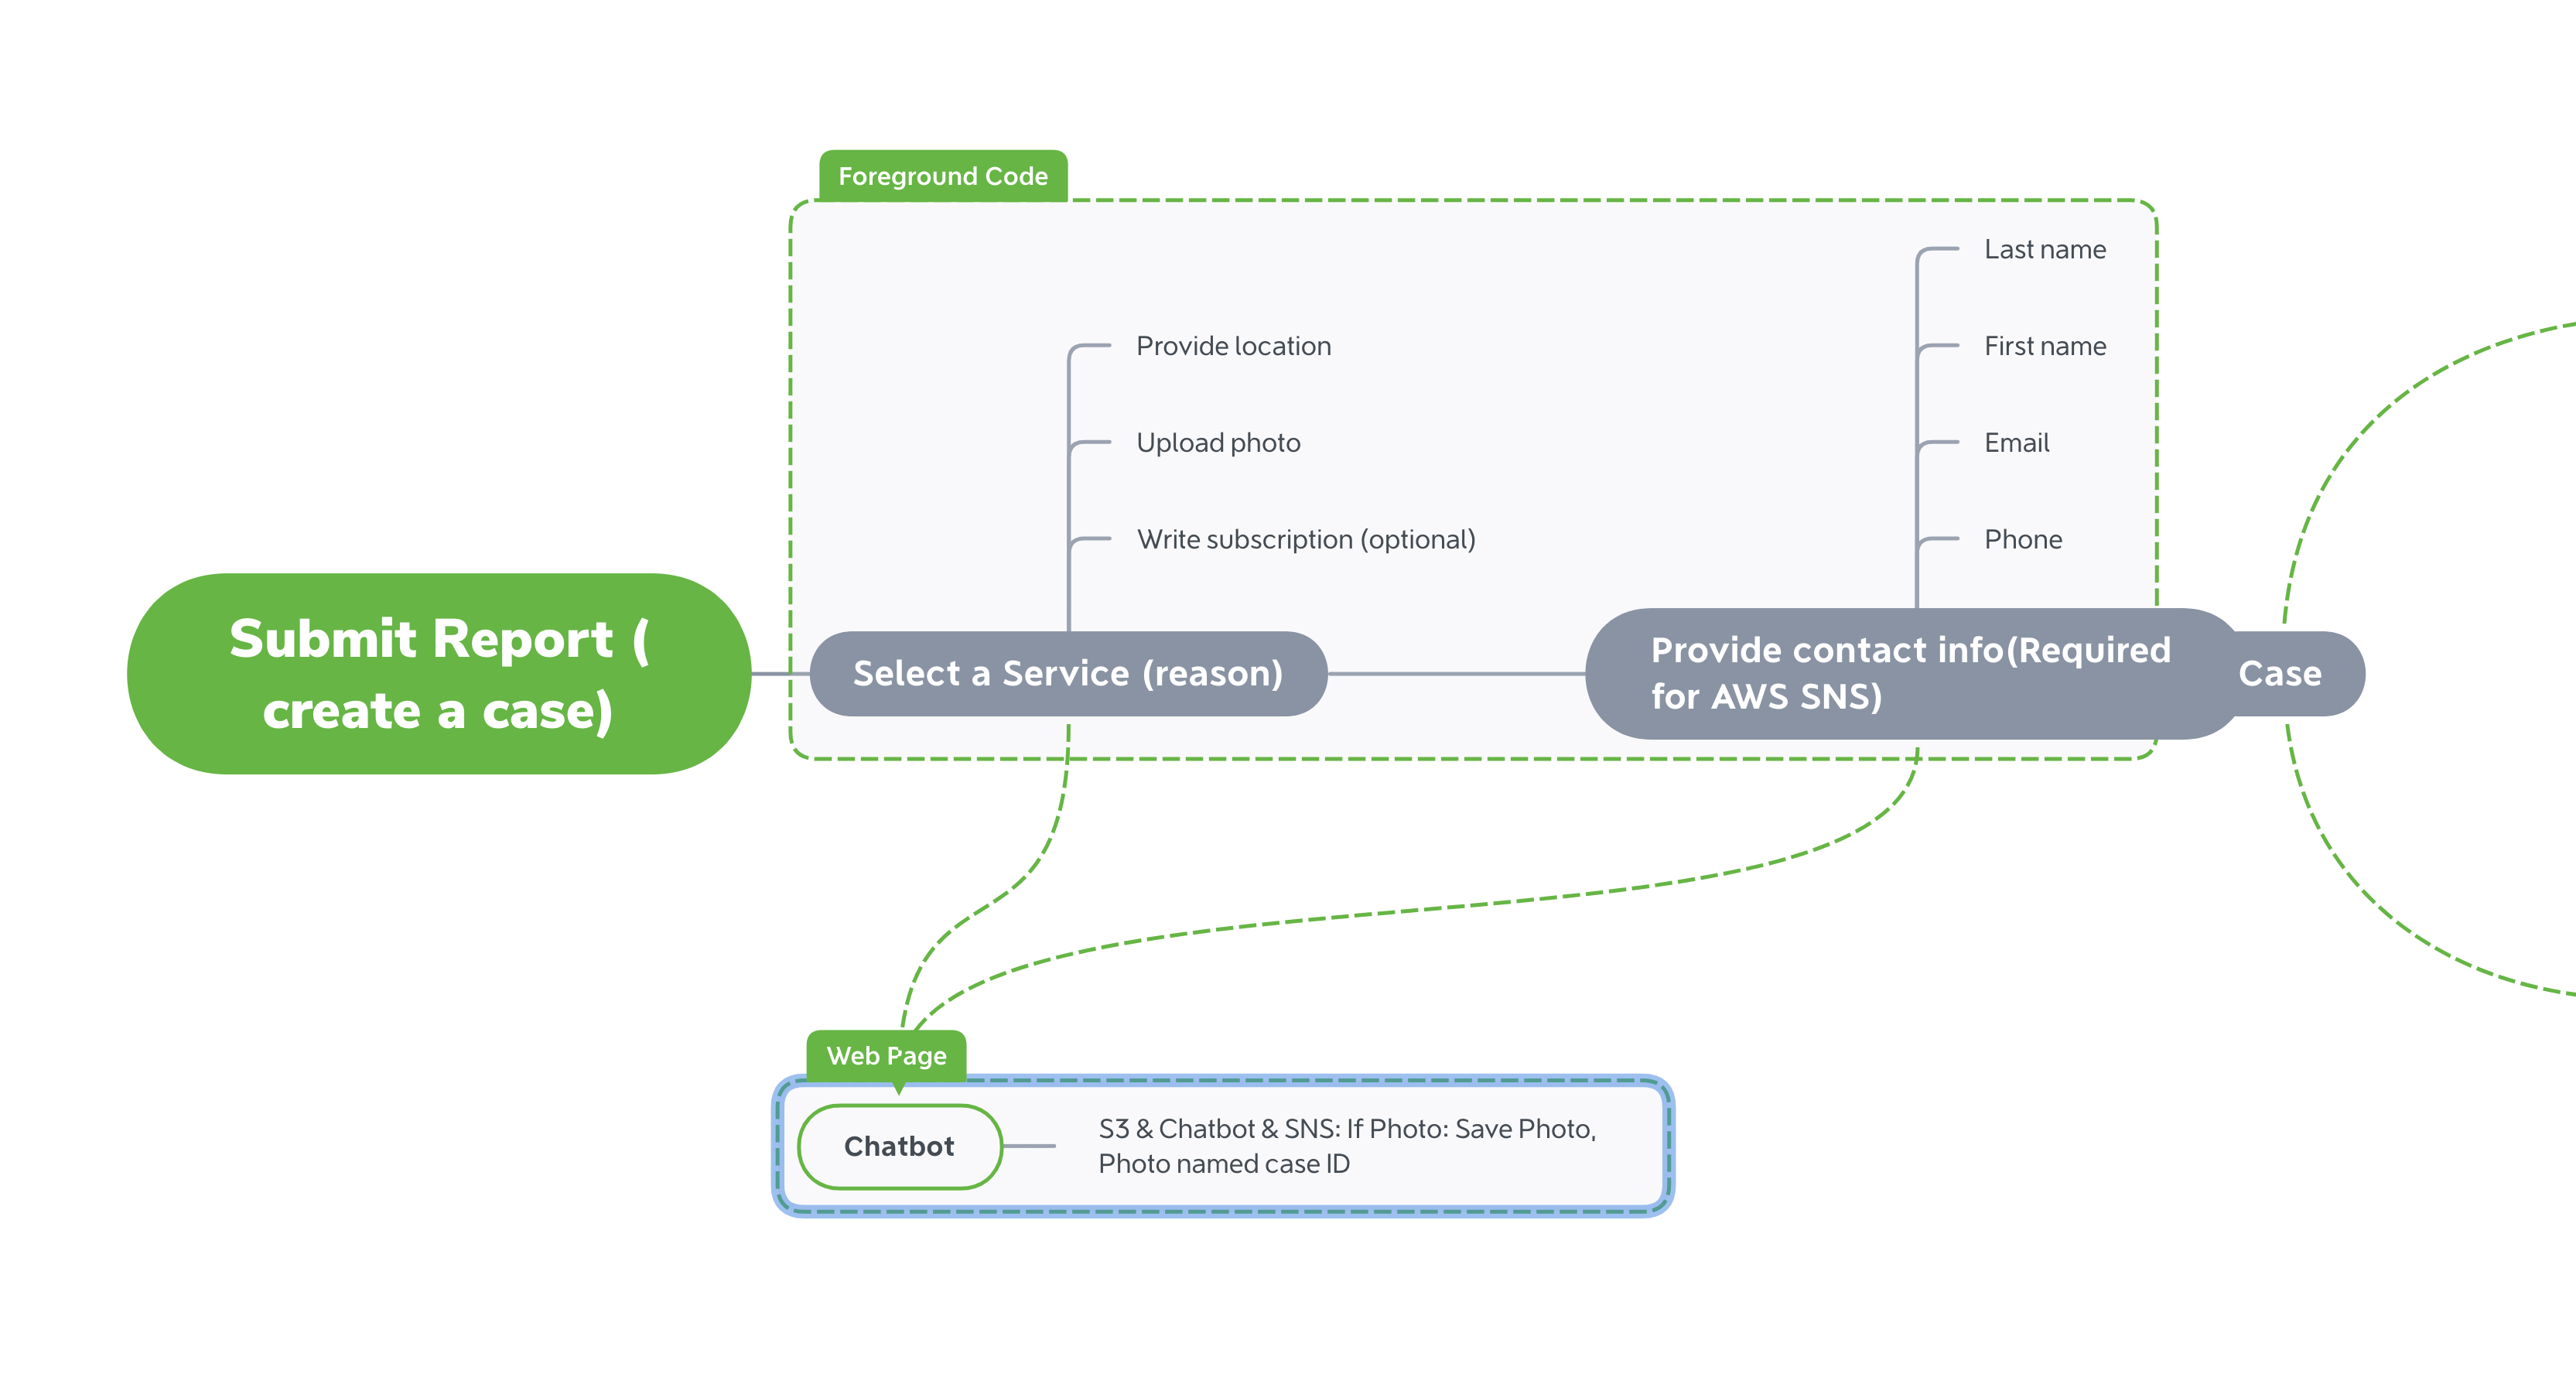 Foreground Code
Last name
Provide location
First name
Upload photo
Email
Write subscription (optional)
Phone
Submit Report (
create a case)
Select a Service (reason)
Provide contact info(Required
for AWS SNS)
Case
Web Page
Chatbot
S3 & Chatbot & SNS: If Photo: Save Photo,
Photo named case ID